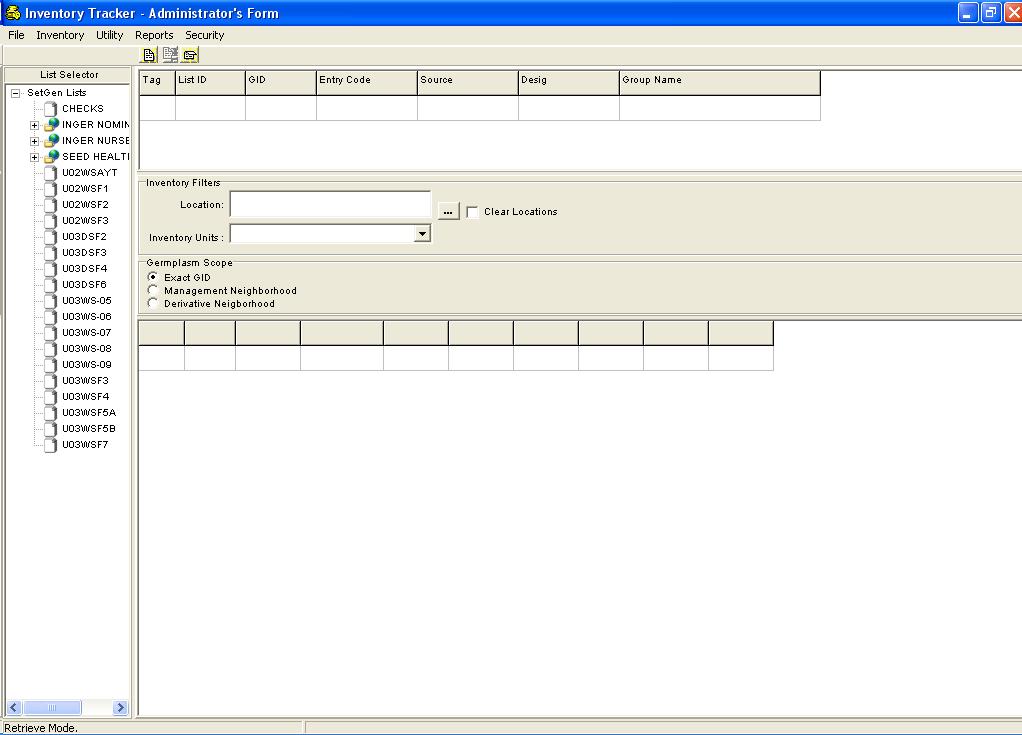 Inventory Tracker - Administrator's Form
File Inventory Utility Reports Security
List Selector
SetGen Lists
CHECKS
INGER NOMIN
INGER NURSE
SEED HEALTI
U02WSAYT
U02WSF1
U02WSF2
U02WSF3
U03DSF2
U03DSF3
U03DSF4
U03DSF6
U03WS-05
U03WS-06
U03WS-07
U03WS-08
U03WS-09
U03WSF3
U03WSF4
U03WSF5A
U03WSF5B
U03WSF7
Tag List ID GID Entry Code Source Desig Group Name
Inventory Filters
Location: ... Clear Locations
Inventory Units :
Germplasm Scope
Exact GID
Management Neighborhood
Derivative Neigborhood
Retrieve Mode.